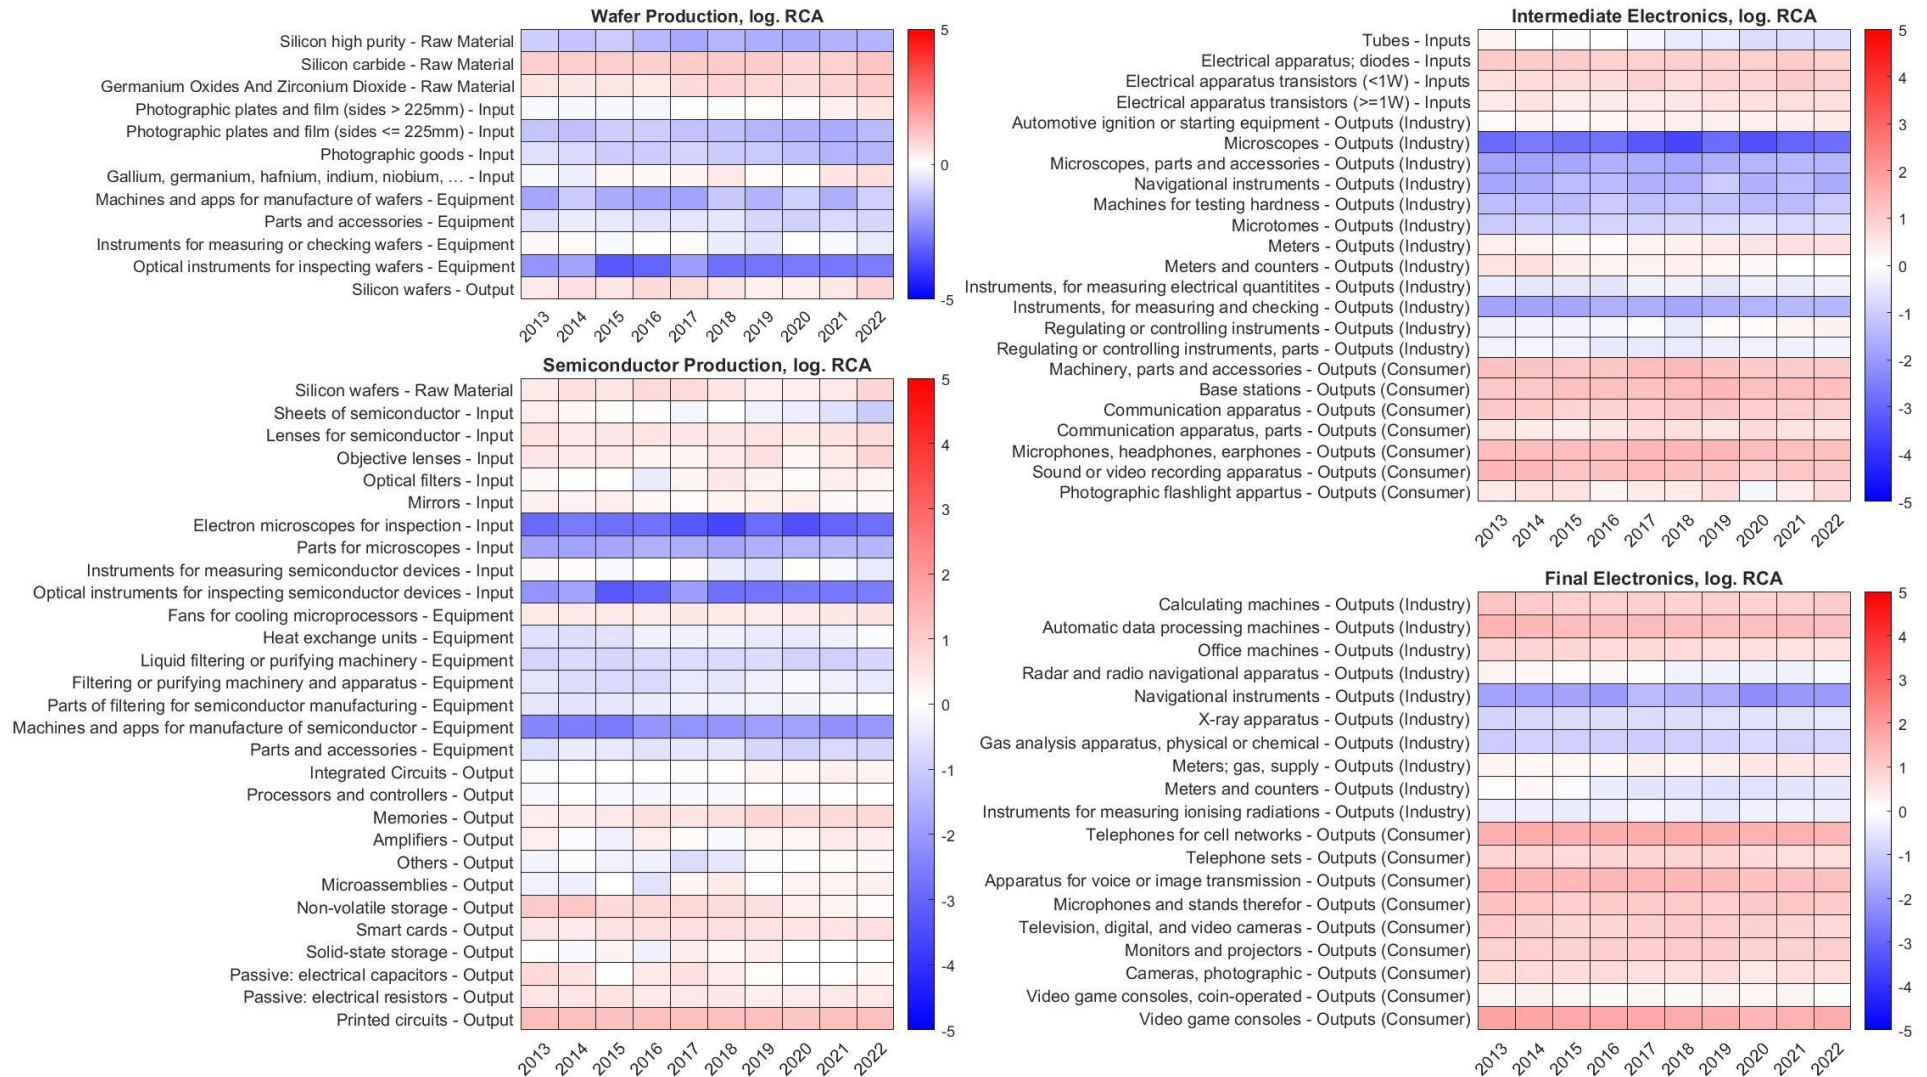 Wafer Production, log. RCA
Silicon high purity - Raw Material
Silicon carbide - Raw Material
Germanium Oxides And Zirconium Dioxide - Raw Material
Photographic plates and film (sides > 225mm) - Input
Photographic plates and film (sides <= 225mm) - Input
Photographic goods - Input
Gallium, germanium, hafnium, indium, niobium, … - Input
Machines and apps for manufacture of wafers - Equipment
Parts and accessories - Equipment
Instruments for measuring or checking wafers - Equipment
Optical instruments for inspecting wafers - Equipment
Silicon wafers - Output
2013 2014 2015 2016 2017 2018 2019 2020 2021 2022
5
0
-5
Semiconductor Production, log. RCA
Silicon wafers - Raw Material
Sheets of semiconductor - Input
Lenses for semiconductor - Input
Objective lenses - Input
Optical filters - Input
Mirrors - Input
Electron microscopes for inspection - Input
Parts for microscopes - Input
Instruments for measuring semiconductor devices - Input
Optical instruments for inspecting semiconductor devices - Input
Fans for cooling microprocessors - Equipment
Heat exchange units - Equipment
Liquid filtering or purifying machinery - Equipment
Filtering or purifying machinery and apparatus - Equipment
Parts of filtering for semiconductor manufacturing - Equipment
Machines and apps for manufacture of semiconductor - Equipment
Parts and accessories - Equipment
Integrated Circuits - Output
Processors and controllers - Output
Memories - Output
Amplifiers - Output
Others - Output
Microassemblies - Output
Non-volatile storage - Output
Smart cards - Output
Solid-state storage - Output
Passive: electrical capacitors - Output
Passive: electrical resistors - Output
Printed circuits - Output
2013 2014 2015 2016 2017 2018 2019 2020 2021 2022
5
4
3
2
1
0
-1
-2
-3
-4
-5
Intermediate Electronics, log. RCA
Tubes - Inputs
Electrical apparatus; diodes - Inputs
Electrical apparatus transistors (<1W) - Inputs
Electrical apparatus transistors (>=1W) - Inputs
Automotive ignition or starting equipment - Outputs (Industry)
Microscopes - Outputs (Industry)
Microscopes, parts and accessories - Outputs (Industry)
Navigational instruments - Outputs (Industry)
Machines for testing hardness - Outputs (Industry)
Microtomes - Outputs (Industry)
Meters - Outputs (Industry)
Meters and counters - Outputs (Industry)
Instruments, for measuring electrical quantitites - Outputs (Industry)
Instruments, for measuring and checking - Outputs (Industry)
Regulating or controlling instruments - Outputs (Industry)
Regulating or controlling instruments, parts - Outputs (Industry)
Machinery, parts and accessories - Outputs (Consumer)
Base stations - Outputs (Consumer)
Communication apparatus - Outputs (Consumer)
Communication apparatus, parts - Outputs (Consumer)
Microphones, headphones, earphones - Outputs (Consumer)
Sound or video recording apparatus - Outputs (Consumer)
Photographic flashlight appartus - Outputs (Consumer)
2013 2014 2015 2016 2017 2018 2019 2020 2021 2022
5
4
3
2
1
0
-1
-2
-3
-4
-5
Final Electronics, log. RCA
Calculating machines - Outputs (Industry)
Automatic data processing machines - Outputs (Industry)
Office machines - Outputs (Industry)
Radar and radio navigational apparatus - Outputs (Industry)
Navigational instruments - Outputs (Industry)
X-ray apparatus - Outputs (Industry)
Gas analysis apparatus, physical or chemical - Outputs (Industry)
Meters; gas, supply - Outputs (Industry)
Meters and counters - Outputs (Industry)
Instruments for measuring ionising radiations - Outputs (Industry)
Telephones for cell networks - Outputs (Consumer)
Telephone sets - Outputs (Consumer)
Apparatus for voice or image transmission - Outputs (Consumer)
Microphones and stands therefor - Outputs (Consumer)
Television, digital, and video cameras - Outputs (Consumer)
Monitors and projectors - Outputs (Consumer)
Cameras, photographic - Outputs (Consumer)
Video game consoles, coin-operated - Outputs (Consumer)
Video game consoles - Outputs (Consumer)
2013 2014 2015 2016 2017 2018 2019 2020 2021 2022
5
4
3
2
1
0
-1
-2
-3
-4
-5